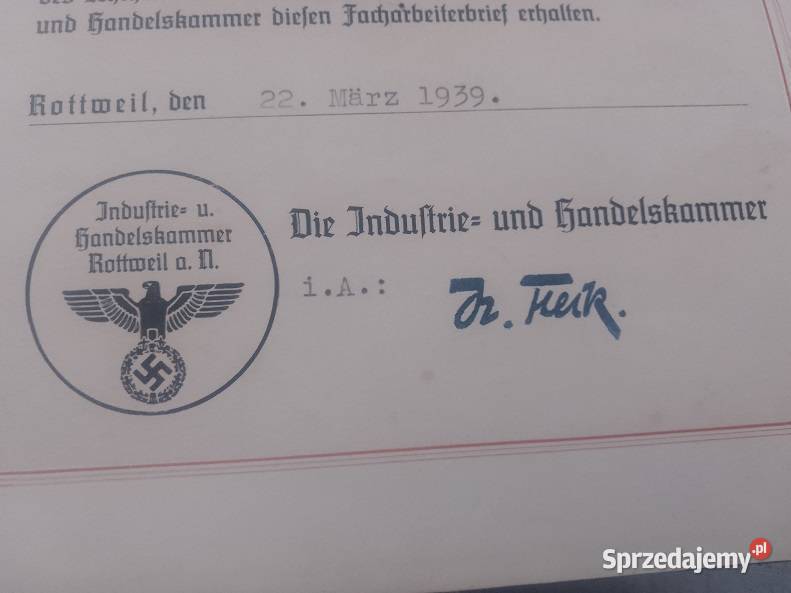 und Handelskammer diesen Facharbeiterbrief erhalten.
Rottweil, den 22. März 1939.
Industrie= u.
Handelskammer
Rottweil a. N.
Die Industrie= und Handelskammer
i.A.:
Sprzedajemy.pl